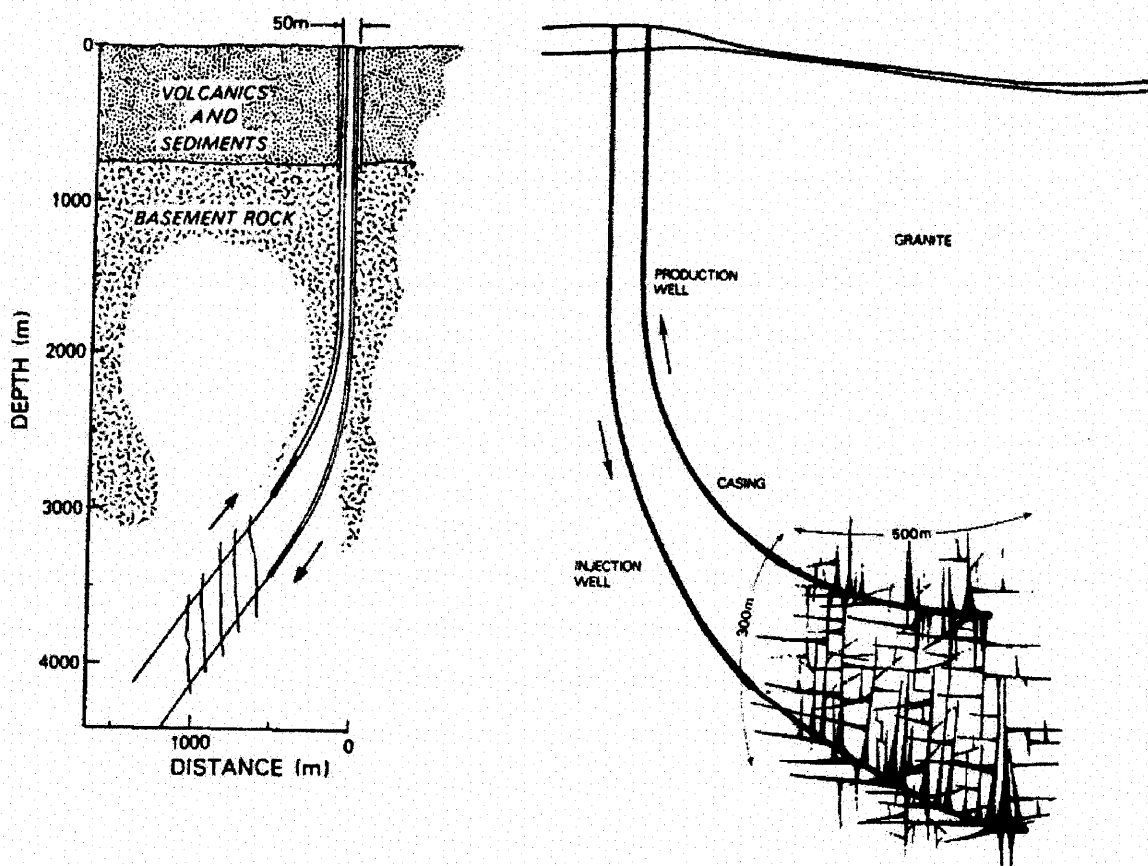 50m
0
VOLCANICS
AND
SEDIMENTS
1000
BASEMENT ROCK
2000
DEPTH (m)
3000
4000
1000
0
DISTANCE (m)
GRANITE
PRODUCTION
WELL
CASING
500m
INJECTION
WELL
300m